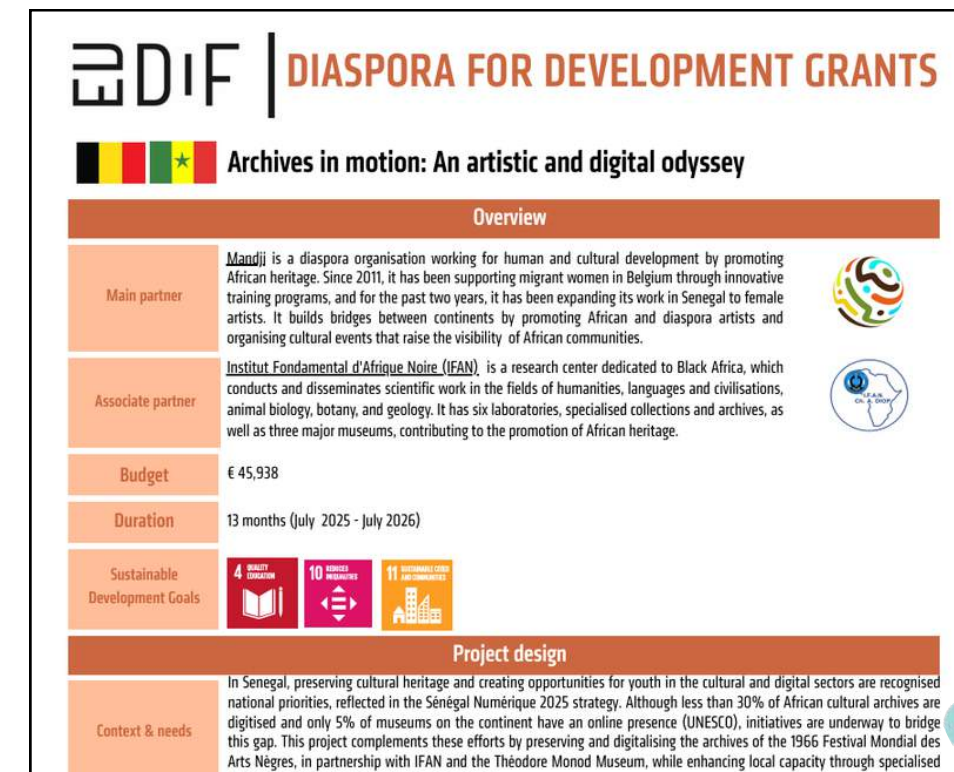 EUDiF
DIASPORA FOR DEVELOPMENT GRANTS
Archives in motion: An artistic and digital odyssey
Overview
Main partner
Mandji is a diaspora organisation working for human and cultural development by promoting
African heritage. Since 2011, it has been supporting migrant women in Belgium through innovative
training programs, and for the past two years, it has been expanding its work in Senegal to female
artists. It builds bridges between continents by promoting African and diaspora artists and
organising cultural events that raise the visibility of African communities.
Associate partner
Institut Fondamental d'Afrique Noire (IFAN) is a research center dedicated to Black Africa, which
conducts and disseminates scientific work in the fields of humanities, languages and civilisations,
animal biology, botany, and geology. It has six laboratories, specialised collections and archives, as
well as three major museums, contributing to the promotion of African heritage.
I.F.A.N.
CH. A. DIOP
Budget
€ 45,938
Duration
13 months (July 2025 - July 2026)
Sustainable
Development Goals
4 QUALITY
EDUCATION
10 REDUCED
INEQUALITIES
11 SUSTAINABLE CITIES
AND COMMUNITIES
Project design
Context & needs
In Senegal, preserving cultural heritage and creating opportunities for youth in the cultural and digital sectors are recognised
national priorities, reflected in the Sénégal Numérique 2025 strategy. Although less than 30% of African cultural archives are
digitised and only 5% of museums on the continent have an online presence (UNESCO), initiatives are underway to bridge
this gap. This project complements these efforts by preserving and digitalising the archives of the 1966 Festival Mondial des
Arts Nègres, in partnership with IFAN and the Théodore Monod Museum, while enhancing local capacity through specialised